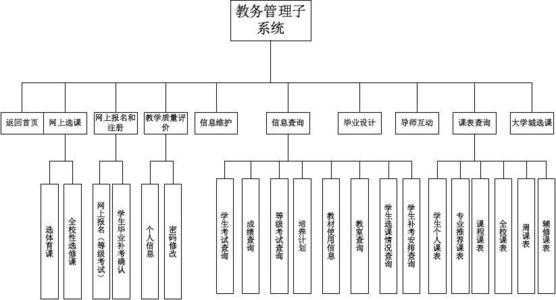 教务管理子
系统
返回首页
网上选课
网上报名和
注册
教学质量评
价
信息维护
信息查询
毕业设计
导师互动
课表查询
大学城选课
选体育课
全校性选修课
网上报名（等级考试）
学生毕业补考确认
个人信息
密码修改
学生考试查询
成绩查询
等级考试查询
培养计划
教材使用信息
教室查询
学生选课情况查询
学生补考安排查询
学生个人课表
专业推荐课表
课程课表
全校课表
周课表
辅修课表